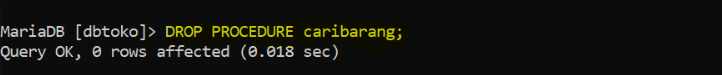 MariaDB [dbtoko]> DROP PROCEDURE caribarang;
Query OK, 0 rows affected (0.018 sec)